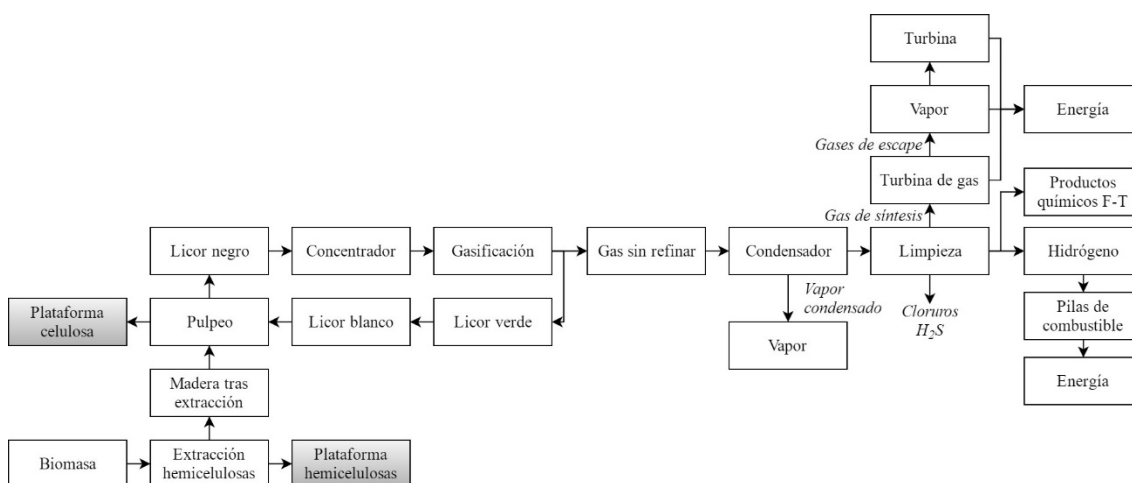 Turbina
Vapor
Energía
Gases de escape
Turbina de gas
Productos
químicos F-T
Gas de síntesis
Licor negro
Concentrador
Gasificación
Gas sin refinar
Condensador
Limpieza
Hidrógeno
Plataforma
celulosa
Pulpeo
Licor blanco
Licor verde
Vapor
condensado
Cloruros
H₂S
Pilas de
combustible
Vapor
Energía
Madera tras
extracción
Biomasa
Extracción
hemicelulosas
Plataforma
hemicelulosas